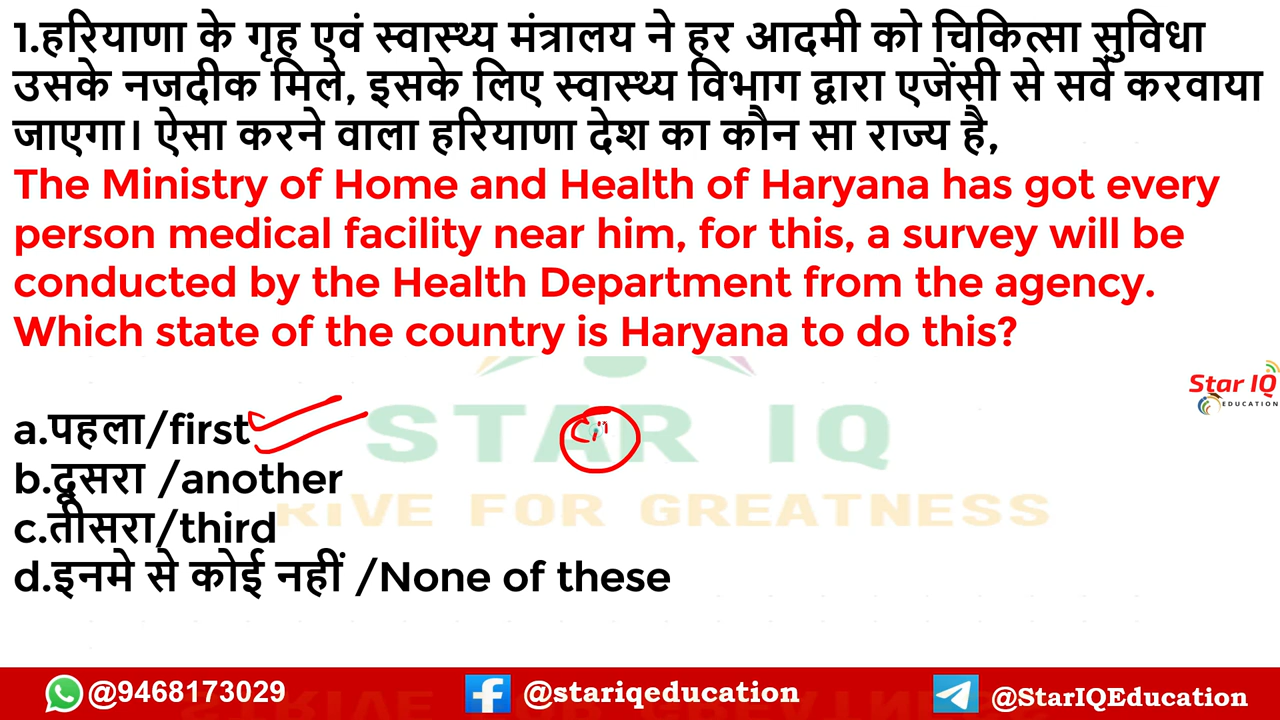 1.हरियाणा के गृह एवं स्वास्थ्य मंत्रालय ने हर आदमी को चिकित्सा सुविधा
उसके नजदीक मिले, इसके लिए स्वास्थ्य विभाग द्वारा एजेंसी से सर्वे करवाया
जाएगा। ऐसा करने वाला हरियाणा देश का कौन सा राज्य है,
The Ministry of Home and Health of Haryana has got every
person medical facility near him, for this, a survey will be
conducted by the Health Department from the agency.
Which state of the country is Haryana to do this?
Star IQ
EDUCATION
a.पहला/first
STAR IQ
b.दूसरा /another
RIVE FOR GREATNESS
c.तीसरा/third
d.इनमे से कोई नहीं /None of these
@9468173029
@stariqeducation
@StarIQEducation